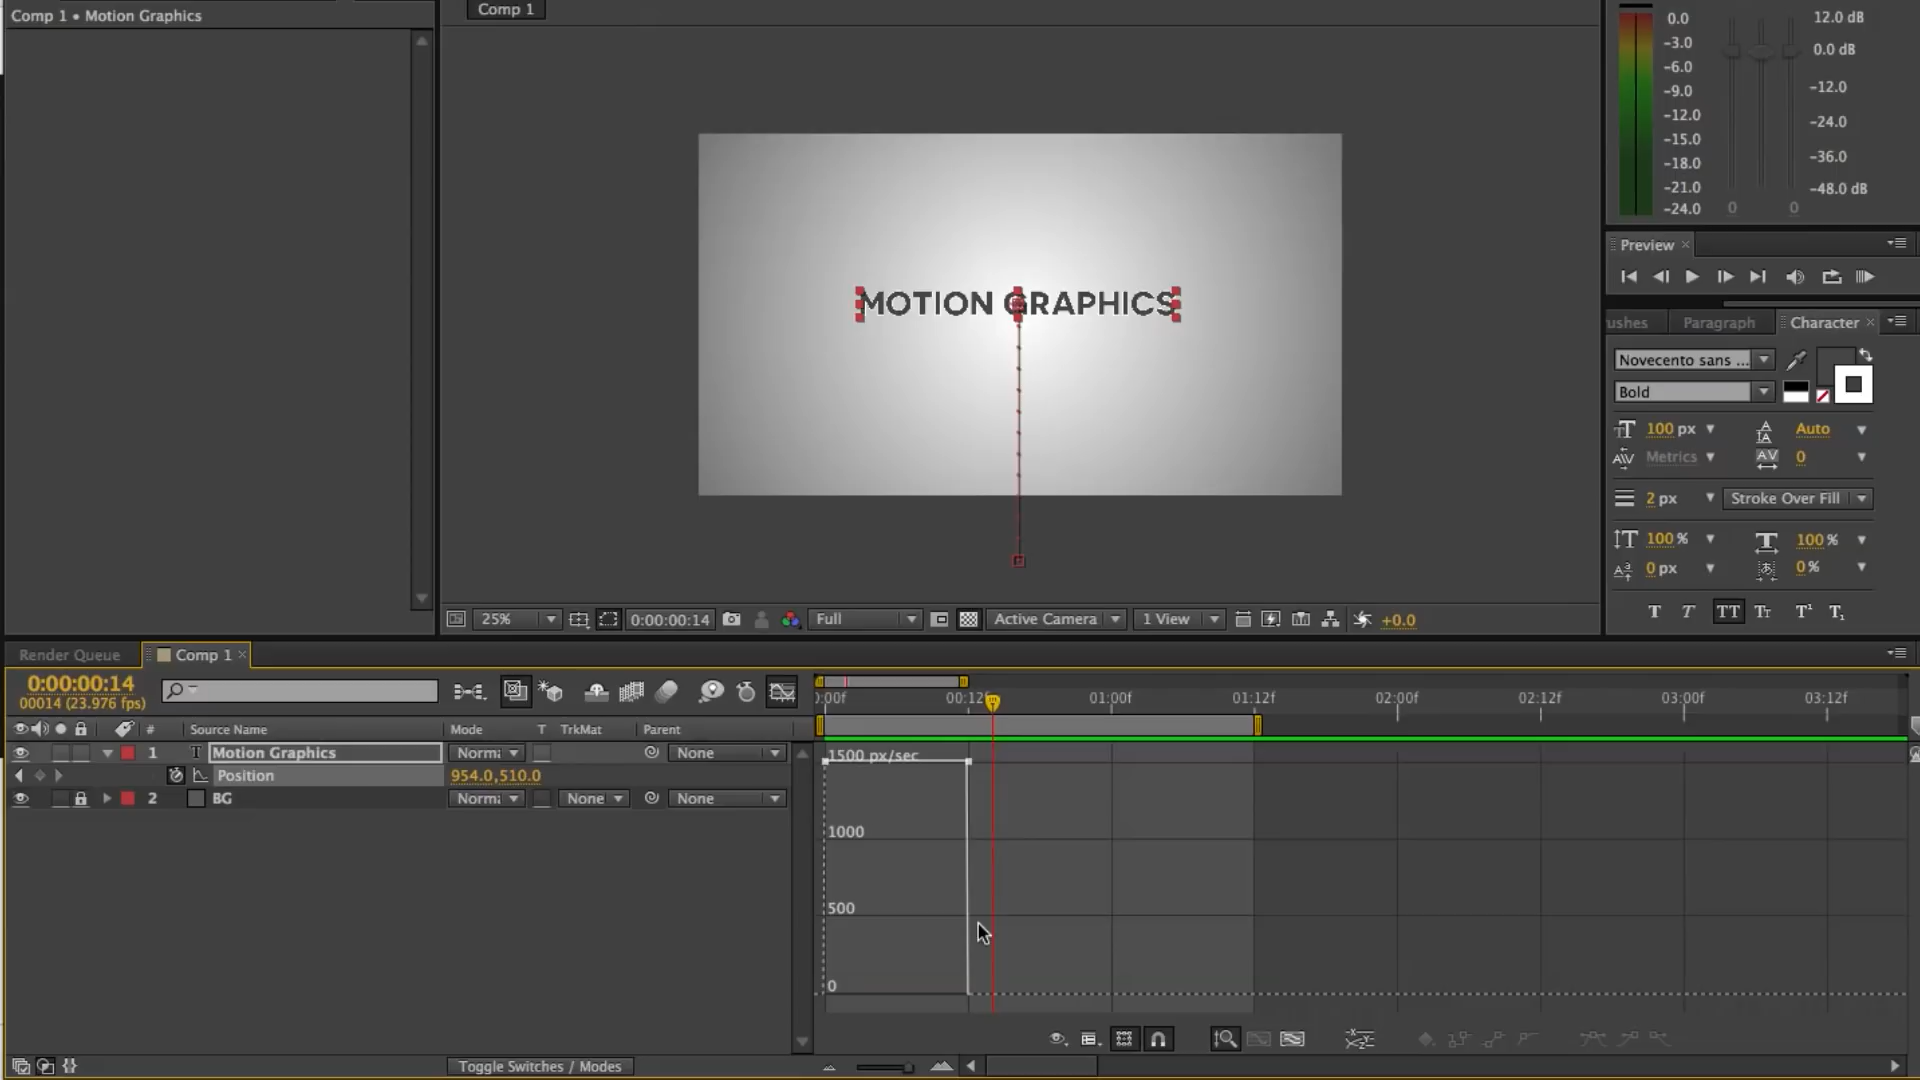 Comp 1 • Motion Graphics
Comp 1
MOTION GRAPHICS
25%
0:00:00:14
Full
Active Camera
1 View
+0.0
0.0
-3.0
-6.0
-9.0
-12.0
-15.0
-18.0
-21.0
-24.0
12.0 dB
0.0 dB
-12.0
-24.0
-36.0
-48.0 dB
0
0
Preview
ushes
Paragraph
Character
Novecento sans ...
Bold
100 px
Auto
Metrics
0
2 px
Stroke Over Fill
100 %
100 %
0 px
0 %
Render Queue
Comp 1
0:00:00:14
00014 (23.976 fps)
#
Source Name
Mode
T
TrkMat
Parent
1
T
Motion Graphics
Norma
None
Position
954.0,510.0
2
BG
Norma
None
None
:00f
00:12f
01:00f
01:12f
02:00f
02:12f
03:00f
03:12f
1500 px/sec
1000
500
0
Toggle Switches / Modes